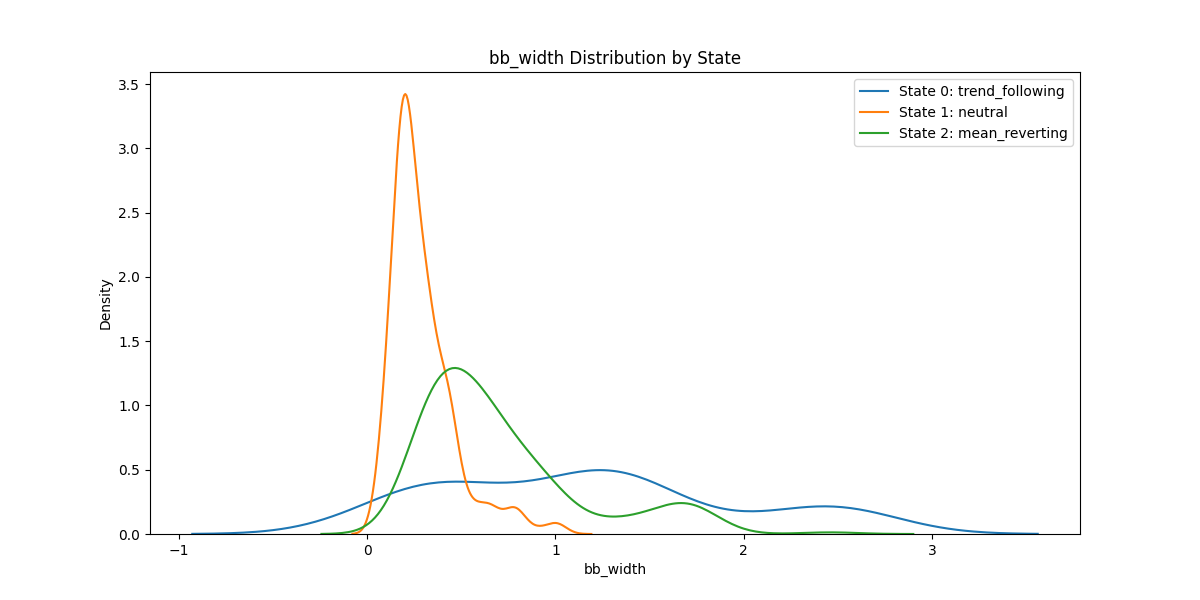 bb_width Distribution by State
State 0: trend_following
State 1: neutral
State 2: mean_reverting
Density
3.5
3.0
2.5
2.0
1.5
1.0
0.5
0.0
−1
0
1
2
3
bb_width